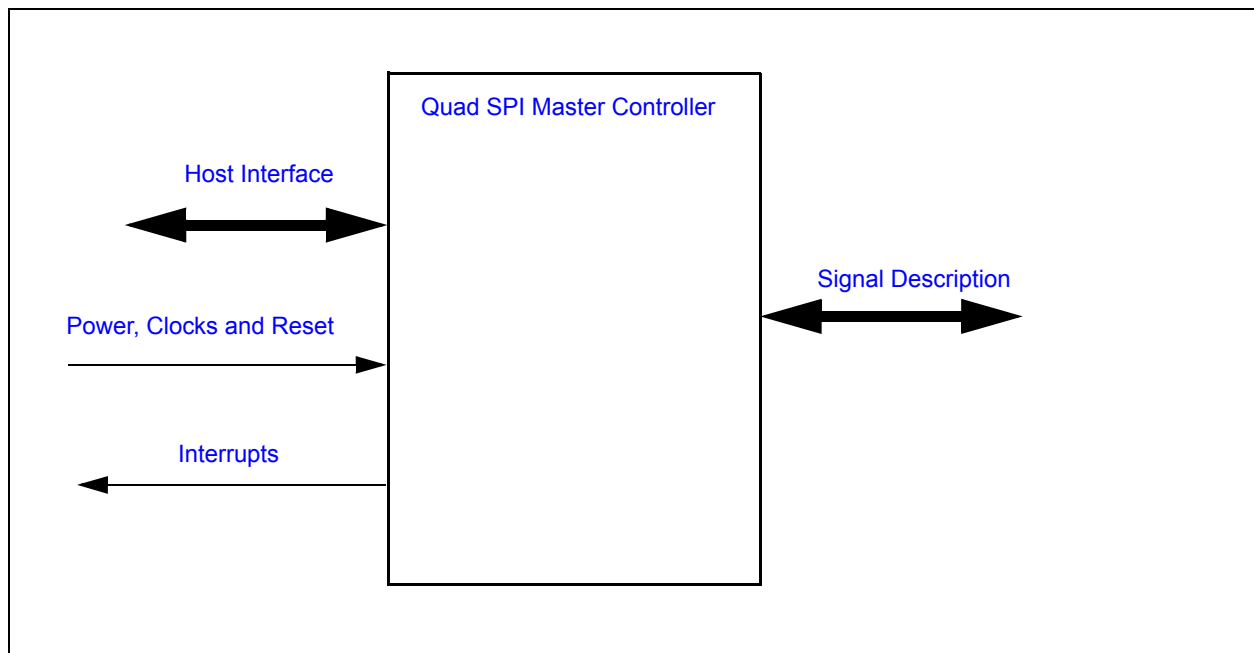 Quad SPI Master Controller
Host Interface
Signal Description
Power, Clocks and Reset
Interrupts